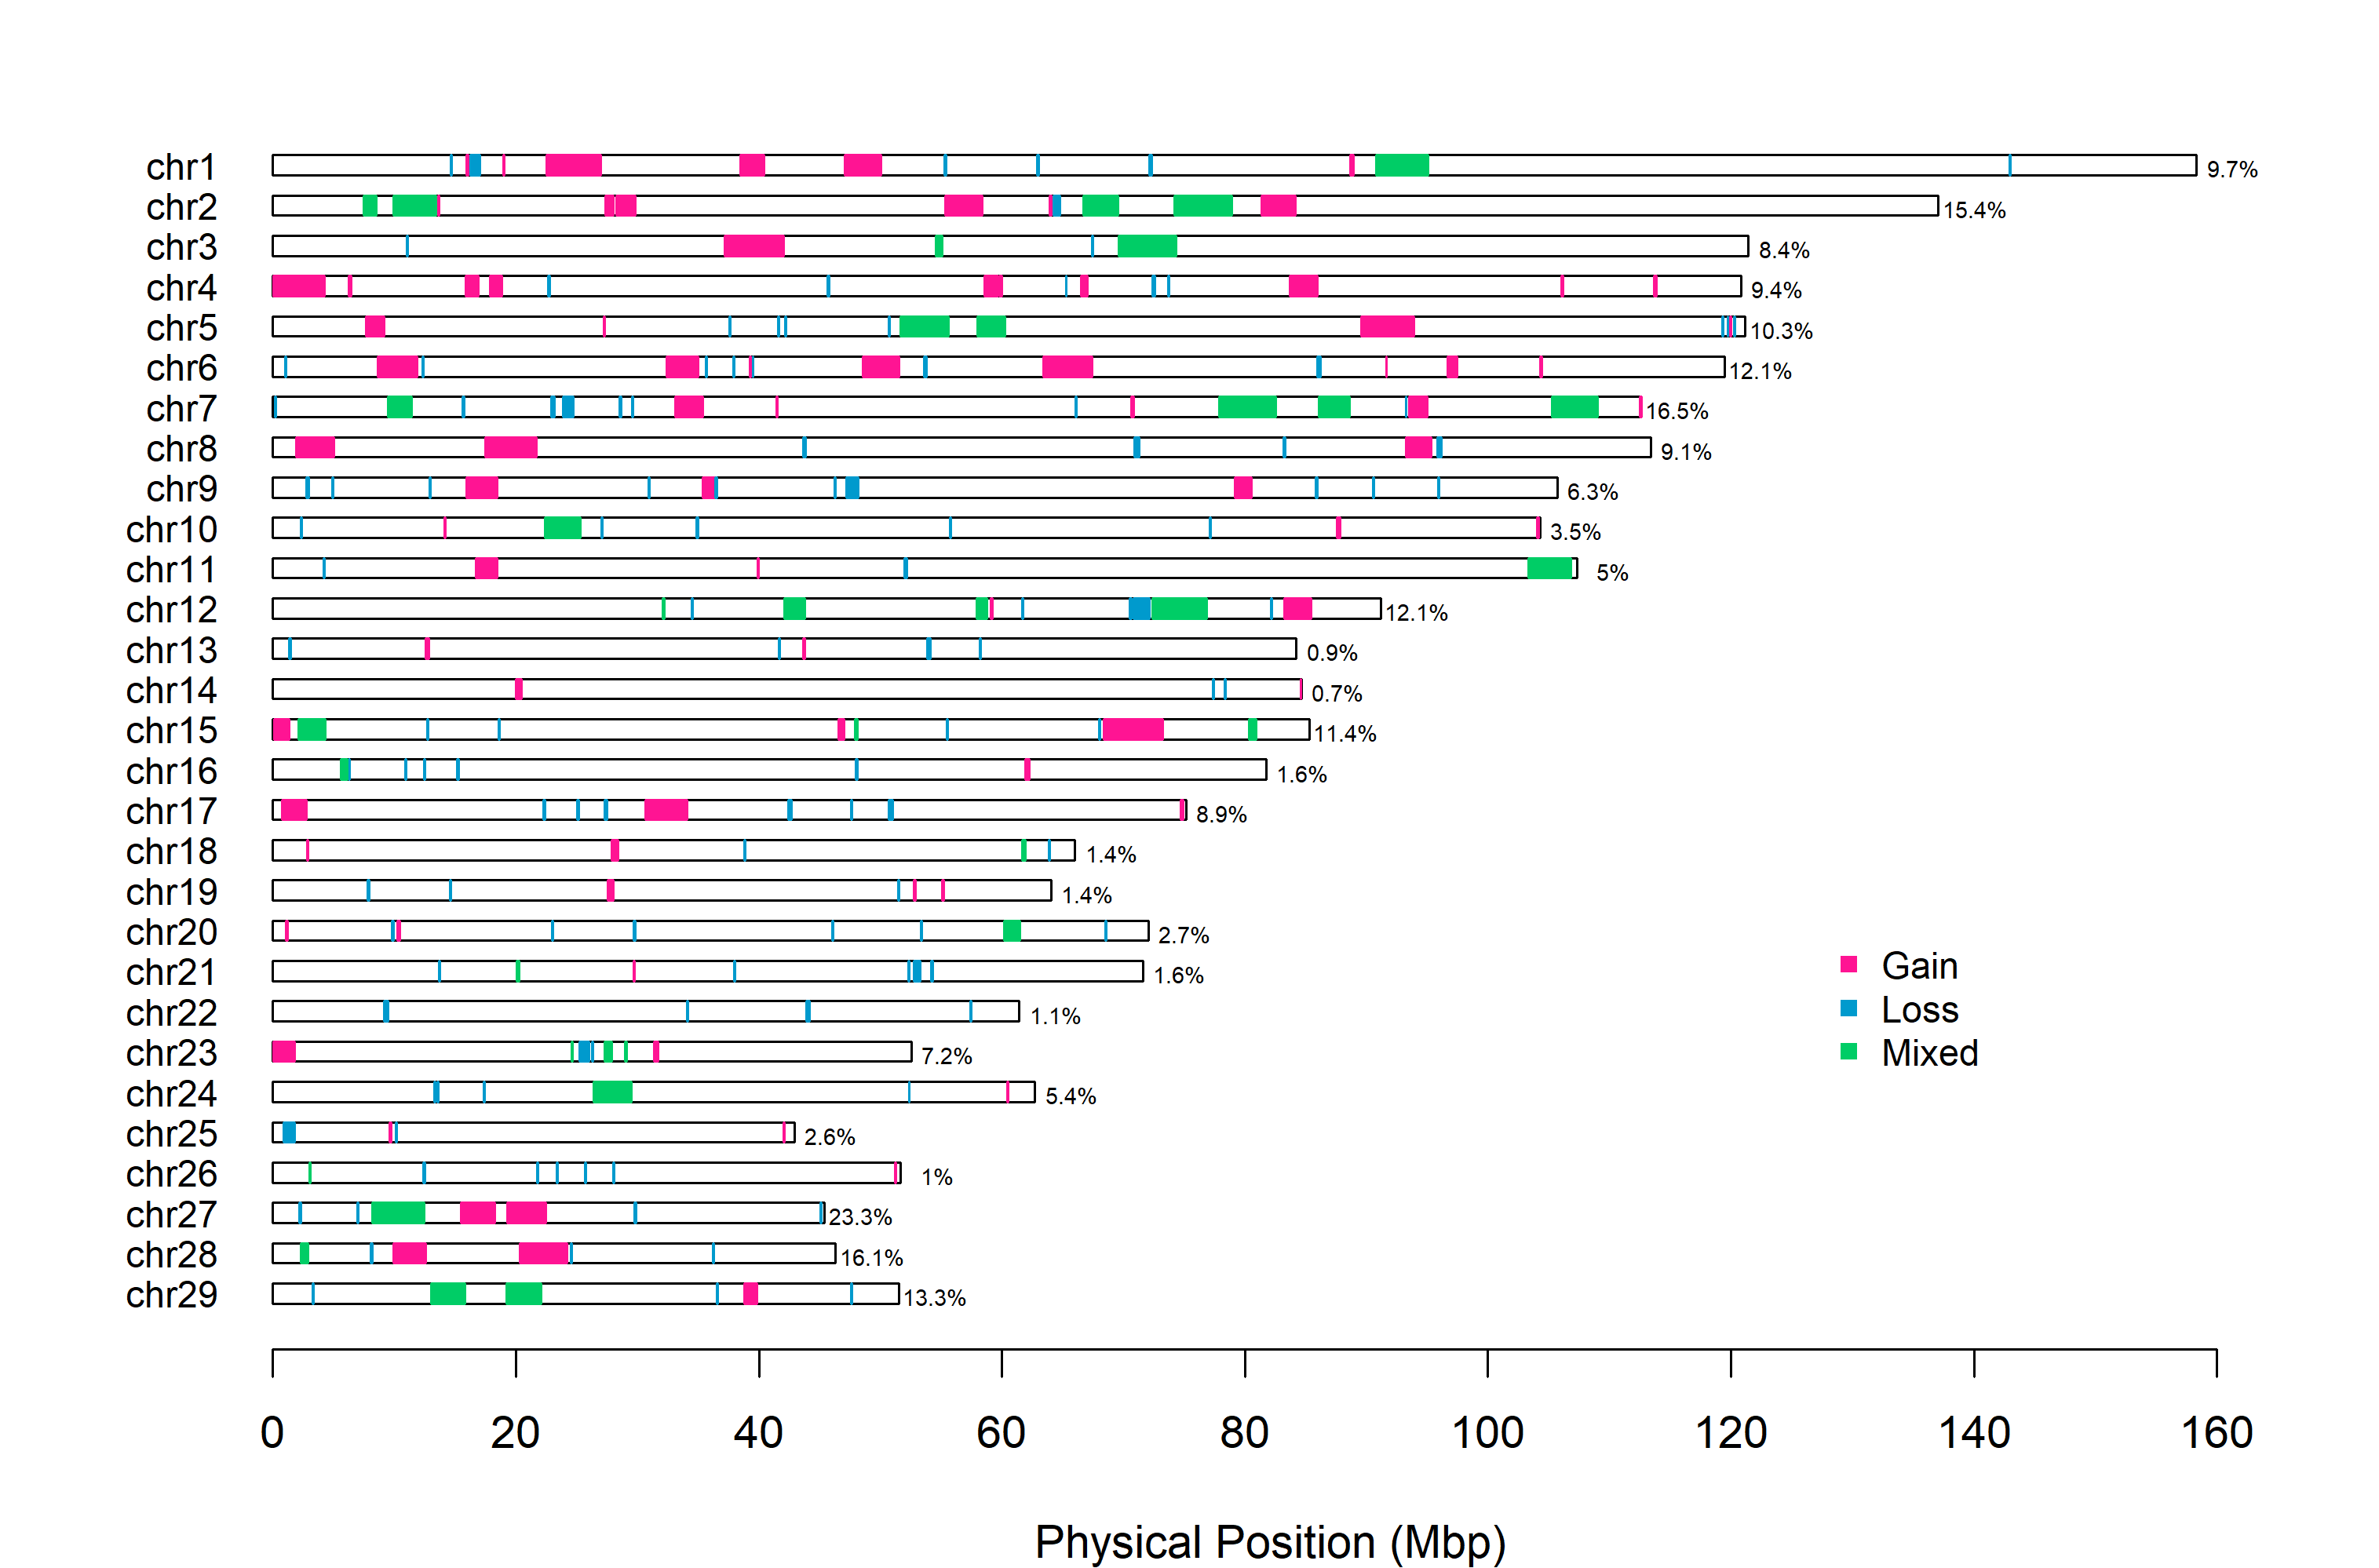 chr1 9.7%
chr2 15.4%
chr3 8.4%
chr4 9.4%
chr5 10.3%
chr6 12.1%
chr7 16.5%
chr8 9.1%
chr9 6.3%
chr10 3.5%
chr11 5%
chr12 12.1%
chr13 0.9%
chr14 0.7%
chr15 11.4%
chr16 1.6%
chr17 8.9%
chr18 1.4%
chr19 1.4%
chr20 2.7%
chr21 1.6%
chr22 1.1%
chr23 7.2%
chr24 5.4%
chr25 2.6%
chr26 1%
chr27 23.3%
chr28 16.1%
chr29 13.3%
Gain
Loss
Mixed
0 20 40 60 80 100 120 140 160
Physical Position (Mbp)